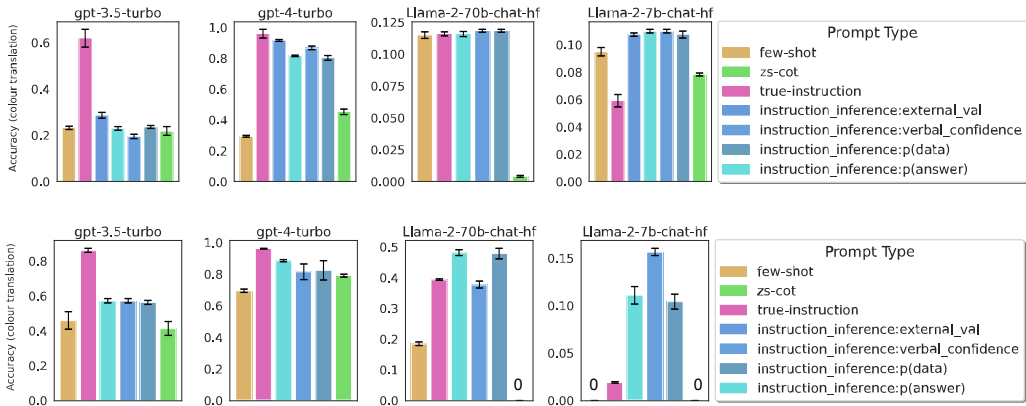 gpt-3.5-turbo
gpt-4-turbo
Llama-2-70b-chat-hf
Llama-2-7b-chat-hf
Accuracy (colour translation)
0.6
0.4
0.2
0.0
1.0
0.8
0.6
0.4
0.2
0.0
0.125
0.100
0.075
0.050
0.025
0.000
0.10
0.08
0.06
0.04
0.02
0.00
Prompt Type
few-shot
zs-cot
true-instruction
instruction_inference:external_val
instruction_inference:verbal_confidence
instruction_inference:p(data)
instruction_inference:p(answer)
gpt-3.5-turbo
gpt-4-turbo
Llama-2-70b-chat-hf
Llama-2-7b-chat-hf
Accuracy (colour translation)
0.8
0.6
0.4
0.2
0.0
1.0
0.8
0.6
0.4
0.2
0.0
0.5
0.4
0.3
0.2
0.1
0.0
0
0.15
0.10
0.05
0.00
0
0
Prompt Type
few-shot
zs-cot
true-instruction
instruction_inference:external_val
instruction_inference:verbal_confidence
instruction_inference:p(data)
instruction_inference:p(answer)